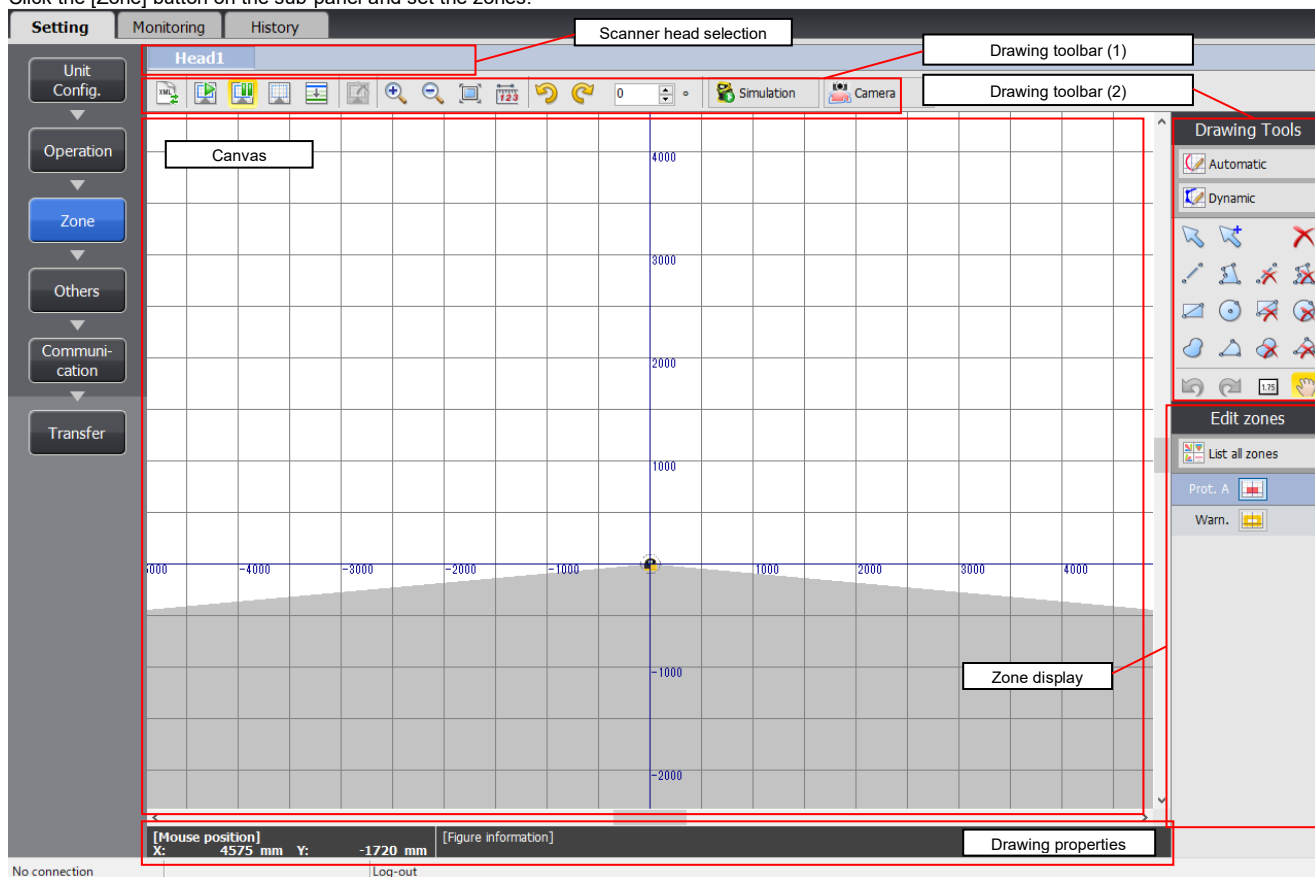 Click the [Zone] button on the sub-panel and set the zones.
Setting
Monitoring
History
Scanner head selection
Head1
Drawing toolbar (1)
Drawing toolbar (2)
Unit
Config.
Operation
Zone
Others
Communi-
cation
Transfer
XML
123
0
°
Simulation
Camera
Canvas
4000
3000
2000
1000
-4000
-3000
-2000
-1000
1000
2000
3000
4000
-1000
-2000
Drawing Tools
Automatic
Dynamic
1.75
Edit zones
List all zones
Prot. A
Warn.
Zone display
[Mouse position]
X: 4575 mm Y: -1720 mm
[Figure information]
Drawing properties
No connection
Log-out